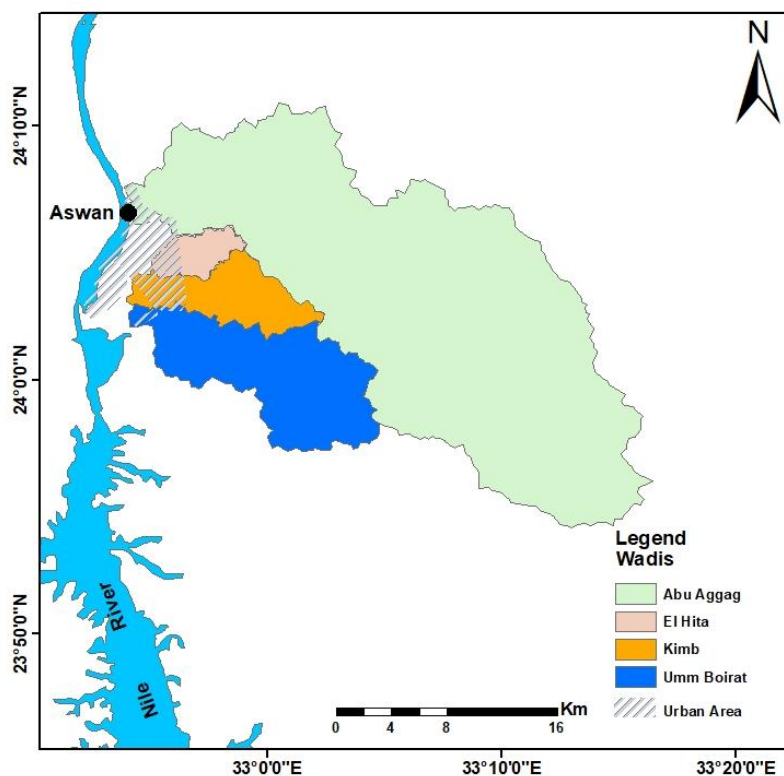 N
24°10'0"N
Aswan
24°0'0"N
23°50'0"N
River
Nile
Legend
Wadis
Abu Aggag
El Hita
Kimb
Umm Boirat
Urban Area
Km
0 4 8 16
33°0'0"E 33°10'0"E 33°20'0"E